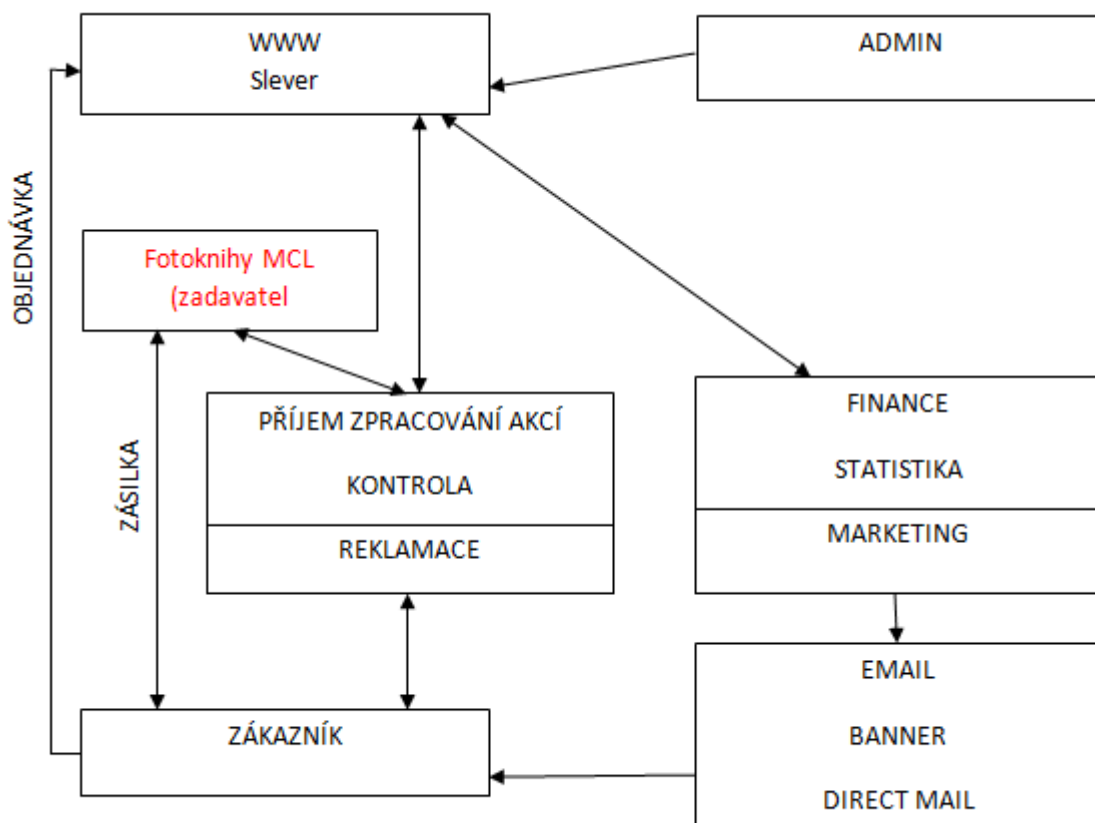 WWW
Slever
ADMIN
OBJEDNÁVKA
Fotoknihy MCL
(zadavatel
ZÁSILKA
PŘÍJEM ZPRACOVÁNÍ AKCÍ
KONTROLA
REKLAMACE
FINANCE
STATISTIKA
MARKETING
ZÁKAZNÍK
EMAIL
BANNER
DIRECT MAIL